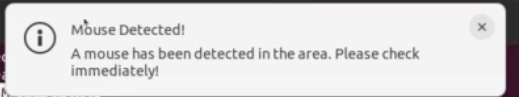 Mouse Detected!
A mouse has been detected in the area. Please check
immediately!